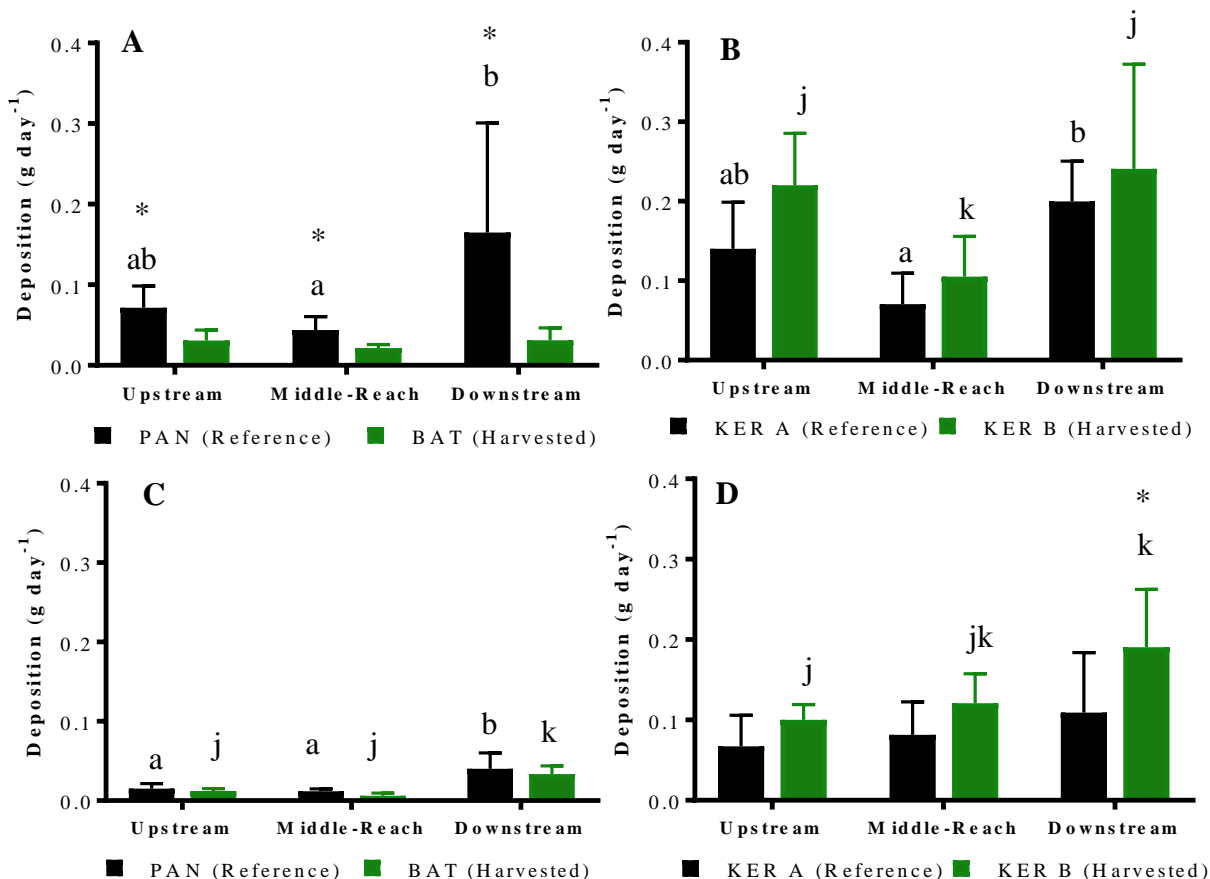 A
Deposition (g day-1)
0.4
0.3
0.2
0.1
0.0
*
ab
*
a
*
b
Upstream Middle-Reach Downstream
PAN (Reference) BAT (Harvested)
B
Deposition (g day-1)
0.4
0.3
0.2
0.1
0.0
ab
j
a
k
b
j
Upstream Middle-Reach Downstream
KER A (Reference) KER B (Harvested)
C
Deposition (g day-1)
0.4
0.3
0.2
0.1
0.0
a
j
a
j
b
k
Upstream Middle-Reach Downstream
PAN (Reference) BAT (Harvested)
D
Deposition (g day-1)
0.4
0.3
0.2
0.1
0.0
j
jk
*
k
Upstream Middle-Reach Downstream
KER A (Reference) KER B (Harvested)